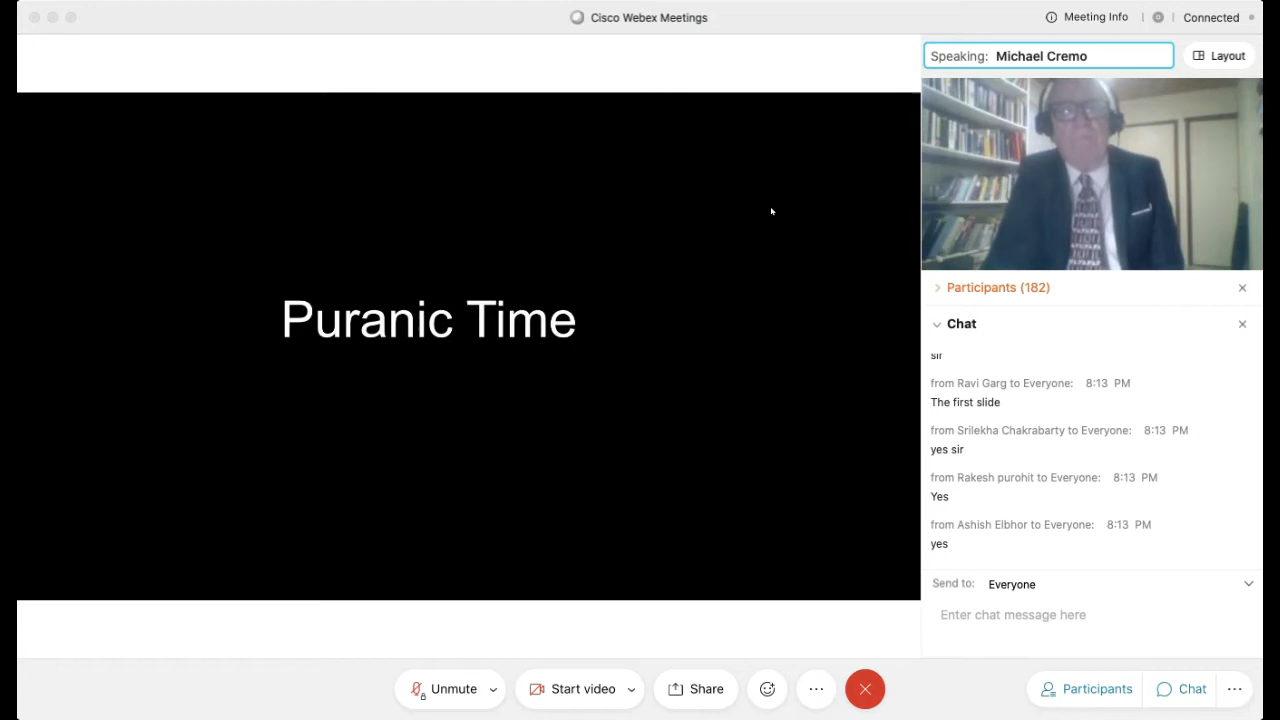 Cisco Webex Meetings
Meeting Info
Connected
Speaking: Michael Cremo
Layout
Puranic Time
Participants (182)
Chat
sir
from Ravi Garg to Everyone: 8:13 PM
The first slide
from Srilekha Chakrabarty to Everyone: 8:13 PM
yes sir
from Rakesh purohit to Everyone: 8:13 PM
Yes
from Ashish Elbhor to Everyone: 8:13 PM
yes
Send to: Everyone
Enter chat message here
Unmute
Start video
Share
Participants
Chat